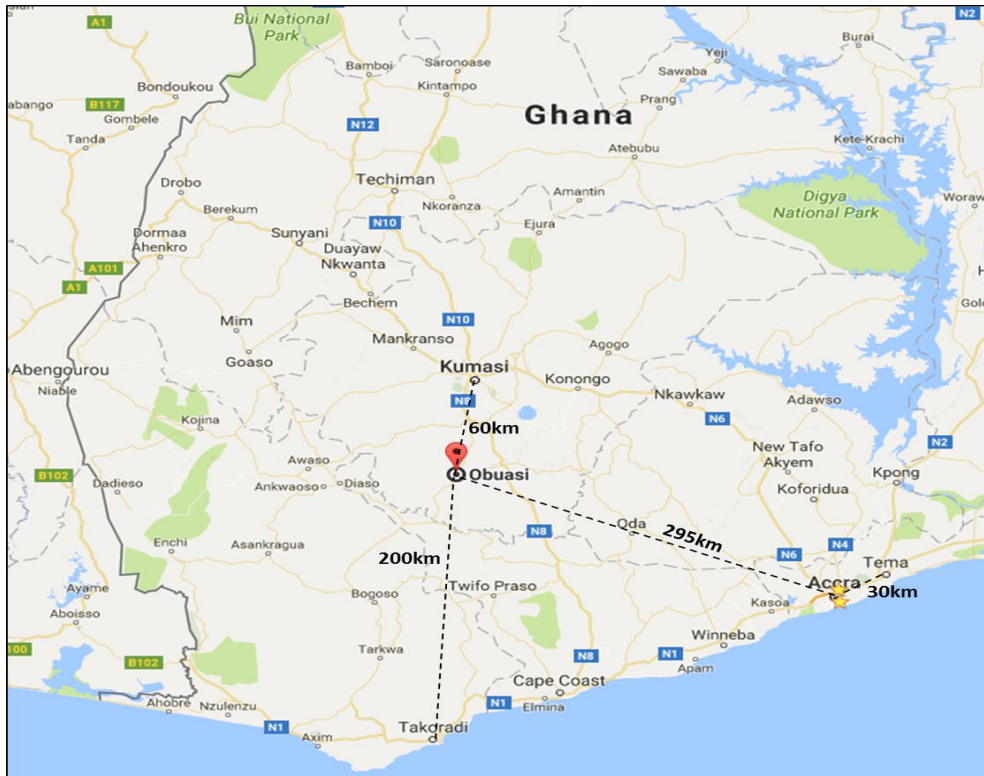 Bui National
Park
A1
N2
Yeji
Burai
Bamboi
Saronoase
Kintampo
Sawaba
Bondoukou
B117
Gombele
Tanda
abango
N12
Prang
Ghana
Kete-Krachi
Atebubu
Drobo
Techiman
Nkoranza
Amantin
Digya
National Park
Woraw
Berekum
N10
Ejura
Dormaa
Ahenkro
Sunyani
Duayaw
Nkwanta
A101
A1
Bechem
Golo
Mim
N10
Mankranso
Agogo
Goaso
Abengourou
Niable
Kumasi
Konongo
Nkawkaw
Adawso
N8
N6
60km
Kojina
New Tafo
Akyem
N2
Awaso
Obuasi
B102
Dadieso
Ankwaoso
Diaso
Kpong
Koforidua
Oda
N8
295km
Enchi
Asankragua
N6
N4
Tema
200km
Accra
30km
Twifo Praso
Ayame
Aboisso
Bogoso
Kasoa
Winneba
100
B102
Tarkwa
N8
N1
Apam
Cape Coast
Elmina
Ahobré
Nzulenzu
N1
Axim
Takoradi
N1